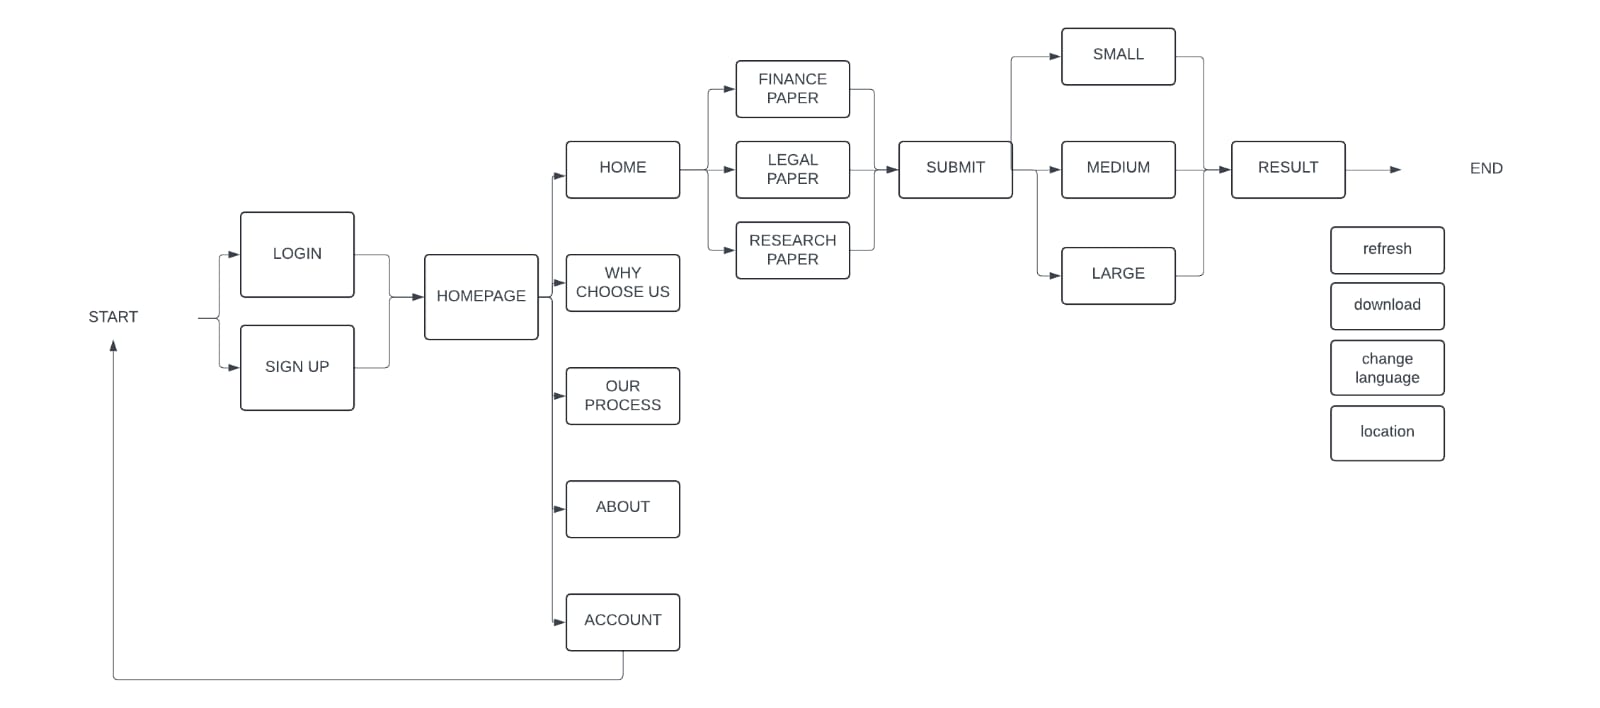 START
LOGIN
SIGN UP
HOMEPAGE
HOME
WHY
CHOOSE US
OUR
PROCESS
ABOUT
ACCOUNT
FINANCE
PAPER
LEGAL
PAPER
RESEARCH
PAPER
SUBMIT
SMALL
MEDIUM
LARGE
RESULT
END
refresh
download
change
language
location